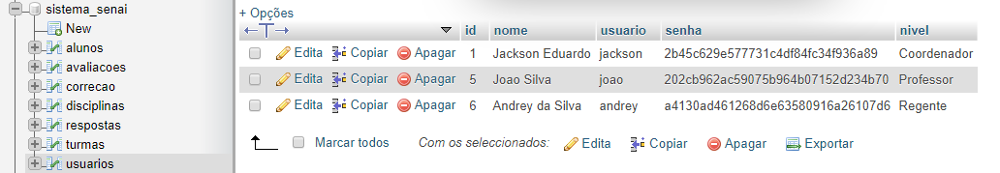 sistema_senai
New
alunos
avaliacoes
correcao
disciplinas
respostas
turmas
usuarios
+ Opções
id nome usuario senha nivel
Edita Copiar Apagar 1 Jackson Eduardo jackson 2b45c629e577731c4df84fc34f936a89 Coordenador
Edita Copiar Apagar 5 Joao Silva joao 202cb962ac59075b964b07152d234b70 Professor
Edita Copiar Apagar 6 Andrey da Silva andrey a4130ad461268d6e63580916a26107d6 Regente
Marcar todos Com os seleccionados: Edita Copiar Apagar Exportar